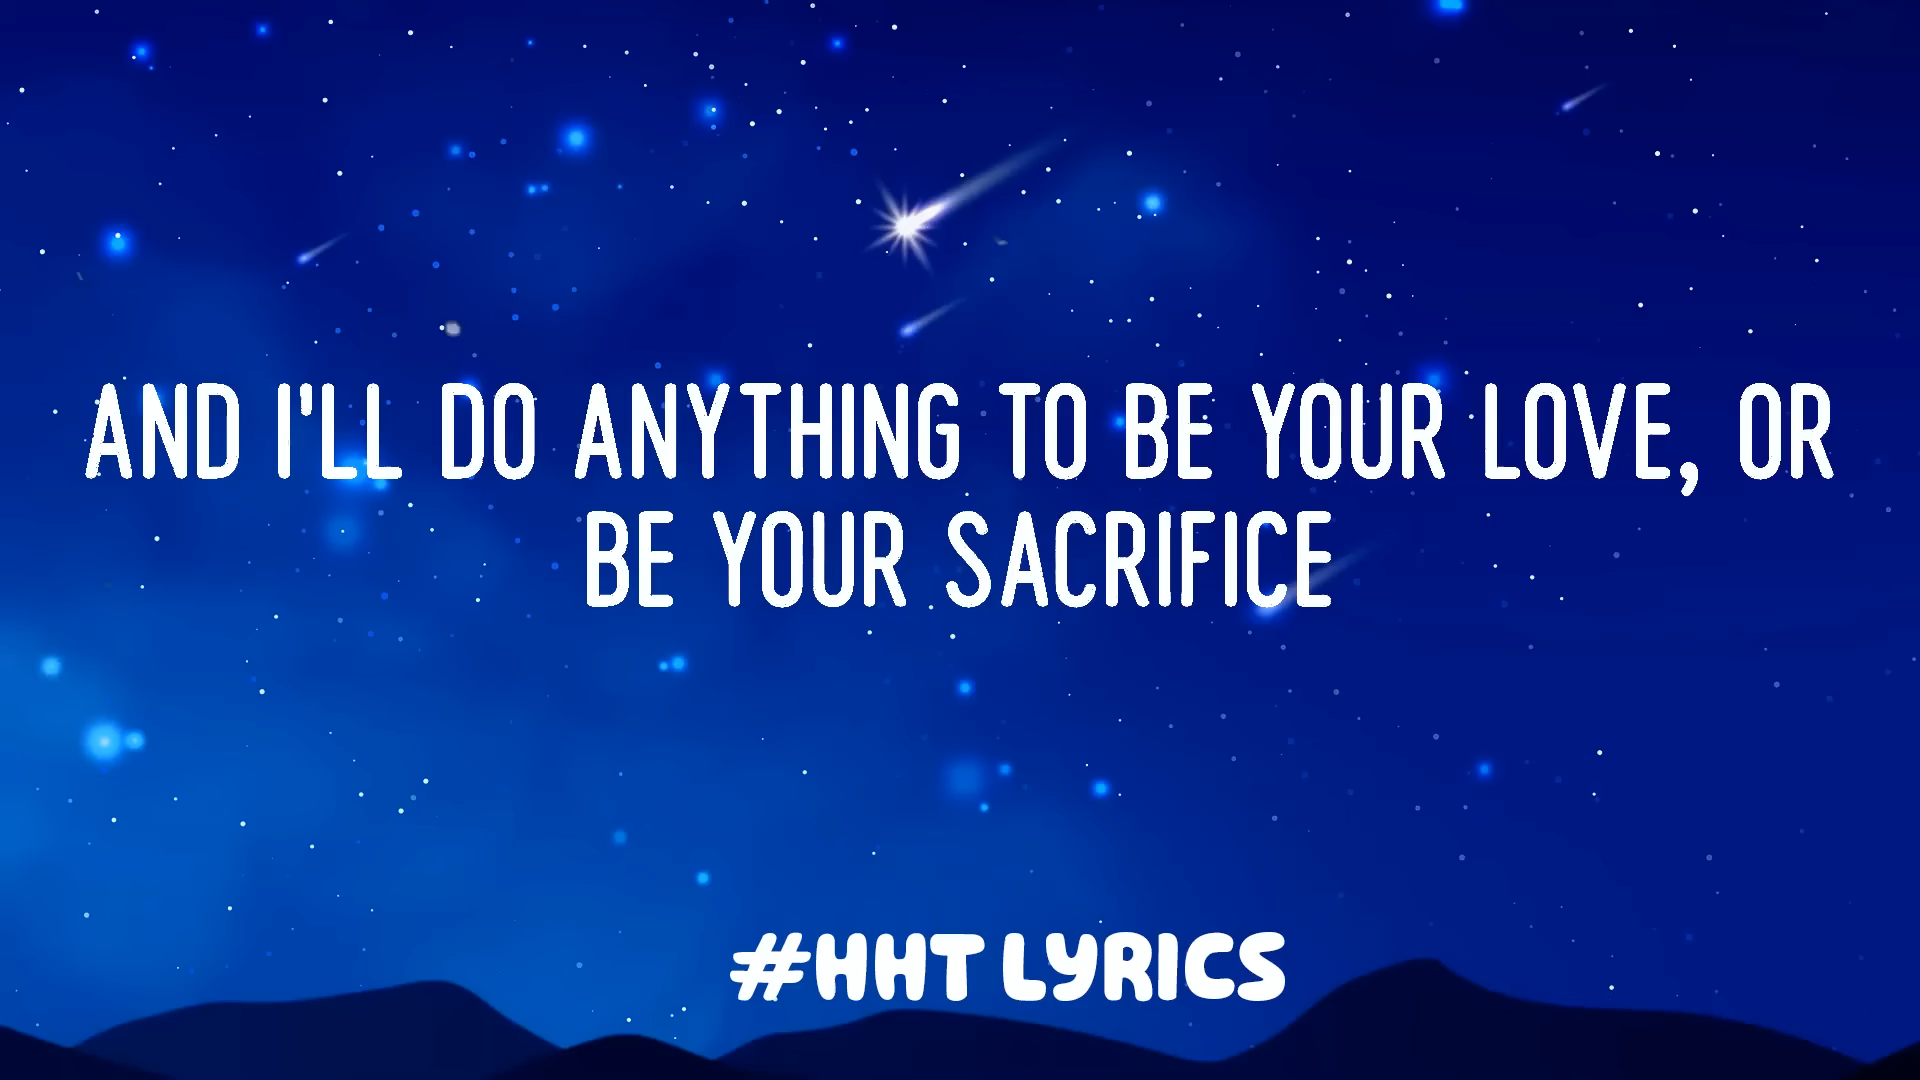 AND I'LL DO ANYTHING TO BE YOUR LOVE, OR
BE YOUR SACRIFICE
#HHT LYRICS